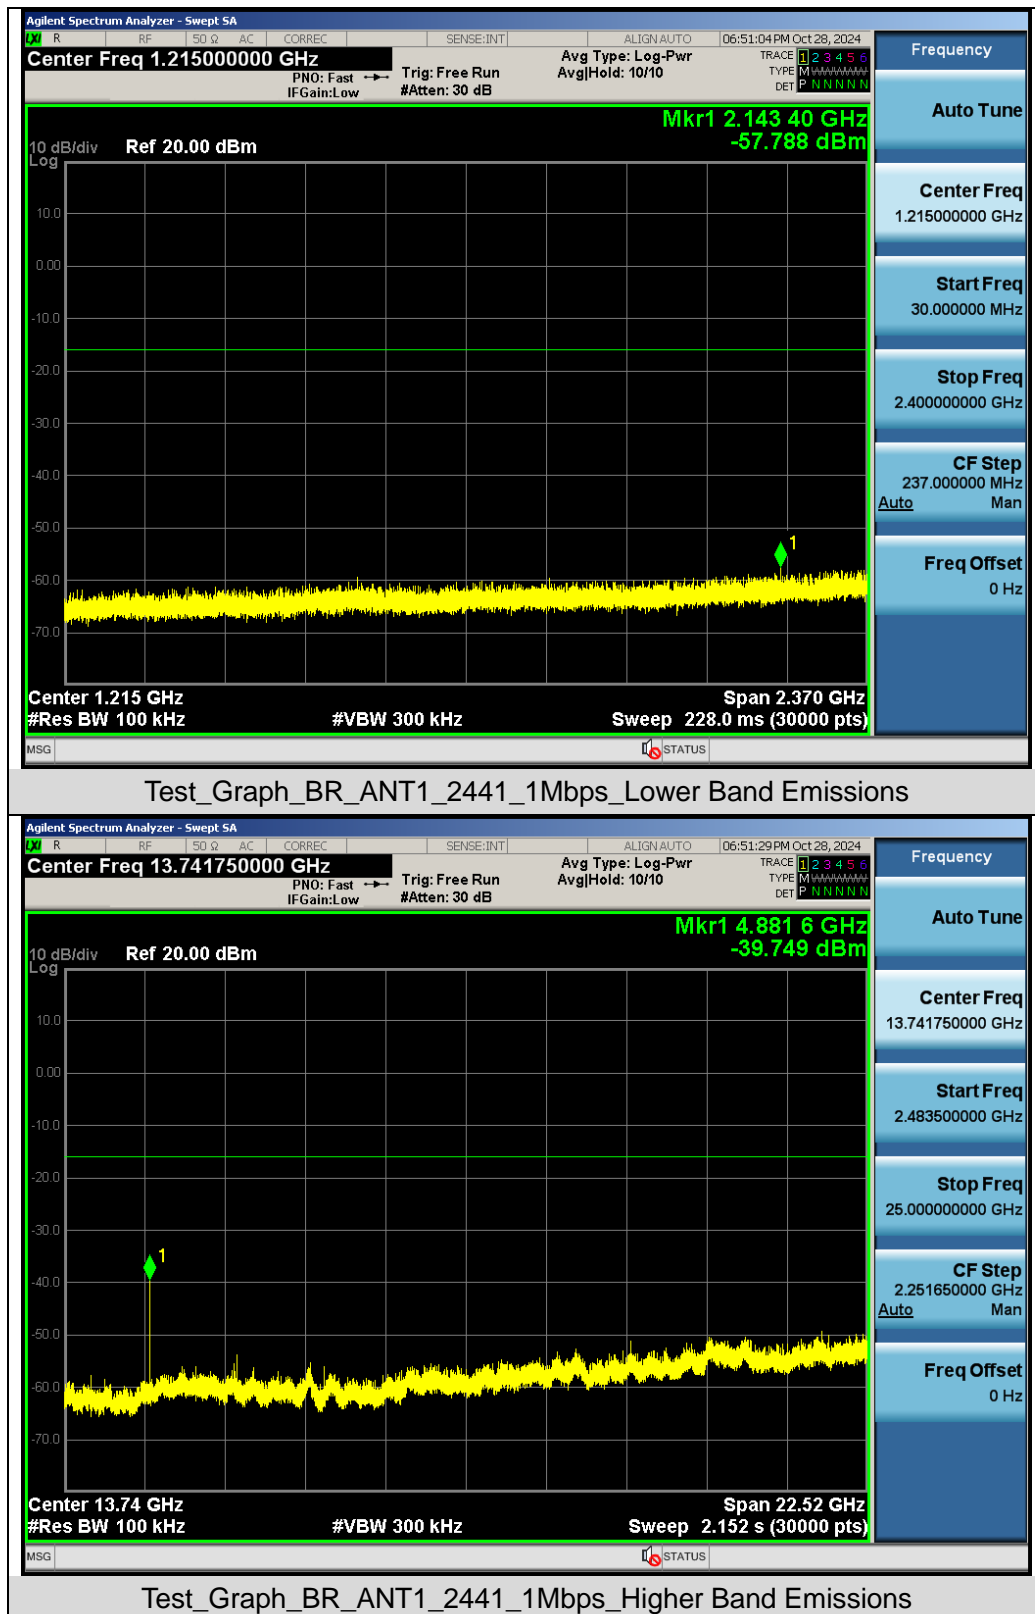 Agilent Spectrum Analyzer - Swept SA
LXI R RF 50 Ω AC CORREC SENSE:INT ALIGN AUTO 06:51:04 PM Oct 28, 2024
Center Freq 1.215000000 GHz
PNO: Fast
IFGain:Low
Trig: Free Run
#Atten: 30 dB
Avg Type: Log-Pwr
Avg|Hold: 10/10
TRACE 1 2 3 4 5 6
TYPE M WWWWW
DET P N N N N N
Mkr1 2.143 40 GHz
-57.788 dBm
10 dB/div Ref 20.00 dBm
Log
10.0
0.00
-10.0
-20.0
-30.0
-40.0
-50.0
-60.0
-70.0
1
Center 1.215 GHz Span 2.370 GHz
#Res BW 100 kHz #VBW 300 kHz Sweep 228.0 ms (30000 pts)
MSG STATUS
Frequency
Auto Tune
Center Freq
1.215000000 GHz
Start Freq
30.000000 MHz
Stop Freq
2.400000000 GHz
CF Step
237.000000 MHz
Auto Man
Freq Offset
0 Hz
Test_Graph_BR_ANT1_2441_1Mbps_Lower Band Emissions
Agilent Spectrum Analyzer - Swept SA
LXI R RF 50 Ω AC CORREC SENSE:INT ALIGN AUTO 06:51:29 PM Oct 28, 2024
Center Freq 13.741750000 GHz
PNO: Fast
IFGain:Low
Trig: Free Run
#Atten: 30 dB
Avg Type: Log-Pwr
Avg|Hold: 10/10
TRACE 1 2 3 4 5 6
TYPE M WWWWW
DET P N N N N N
Mkr1 4.881 6 GHz
-39.749 dBm
10 dB/div Ref 20.00 dBm
Log
10.0
0.00
-10.0
-20.0
-30.0
-40.0
-50.0
-60.0
-70.0
1
Center 13.74 GHz Span 22.52 GHz
#Res BW 100 kHz #VBW 300 kHz Sweep 2.152 s (30000 pts)
MSG STATUS
Frequency
Auto Tune
Center Freq
13.741750000 GHz
Start Freq
2.483500000 GHz
Stop Freq
25.000000000 GHz
CF Step
2.251650000 GHz
Auto Man
Freq Offset
0 Hz
Test_Graph_BR_ANT1_2441_1Mbps_Higher Band Emissions